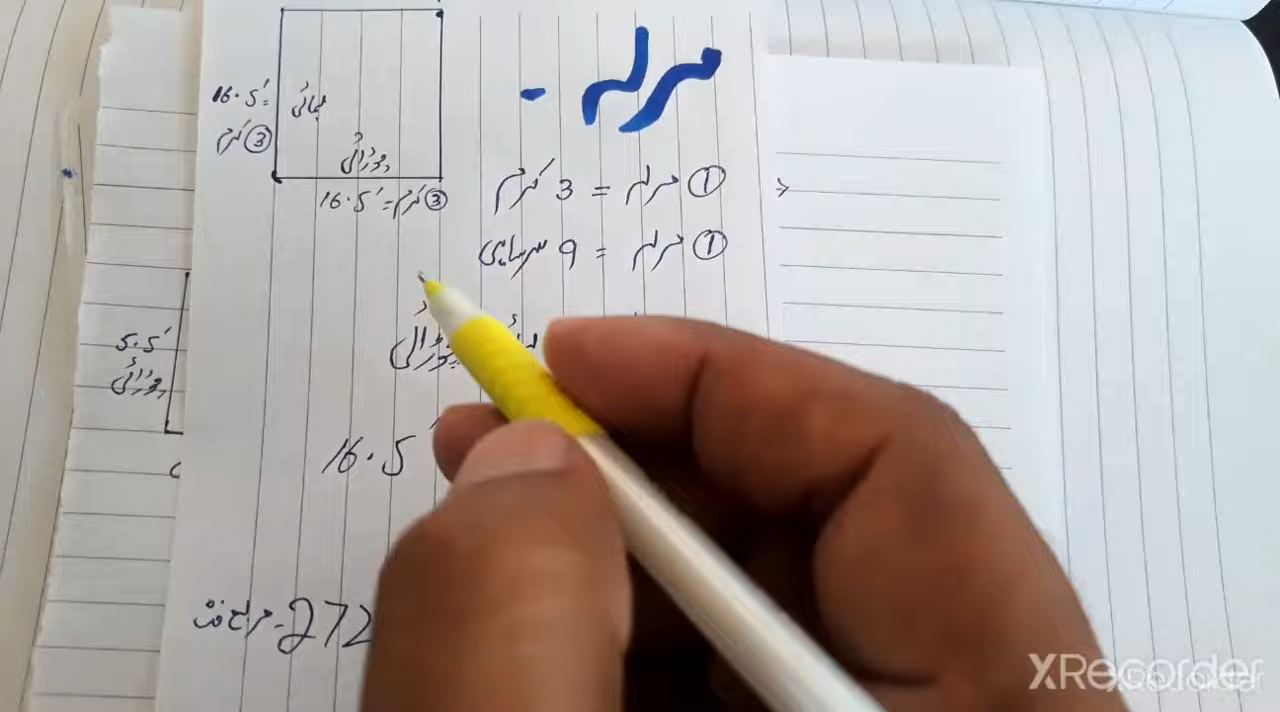 مرلہ -
16.5' =
③ کرم
لمبائی
چوڑائی
16.5' = ③ کرم
① مرلہ = 3 کرم
① مرلہ = 9 سرسائی
چوڑائی
5.5'
چوڑائی
16.5
272 - مربع فٹ
XRecorder